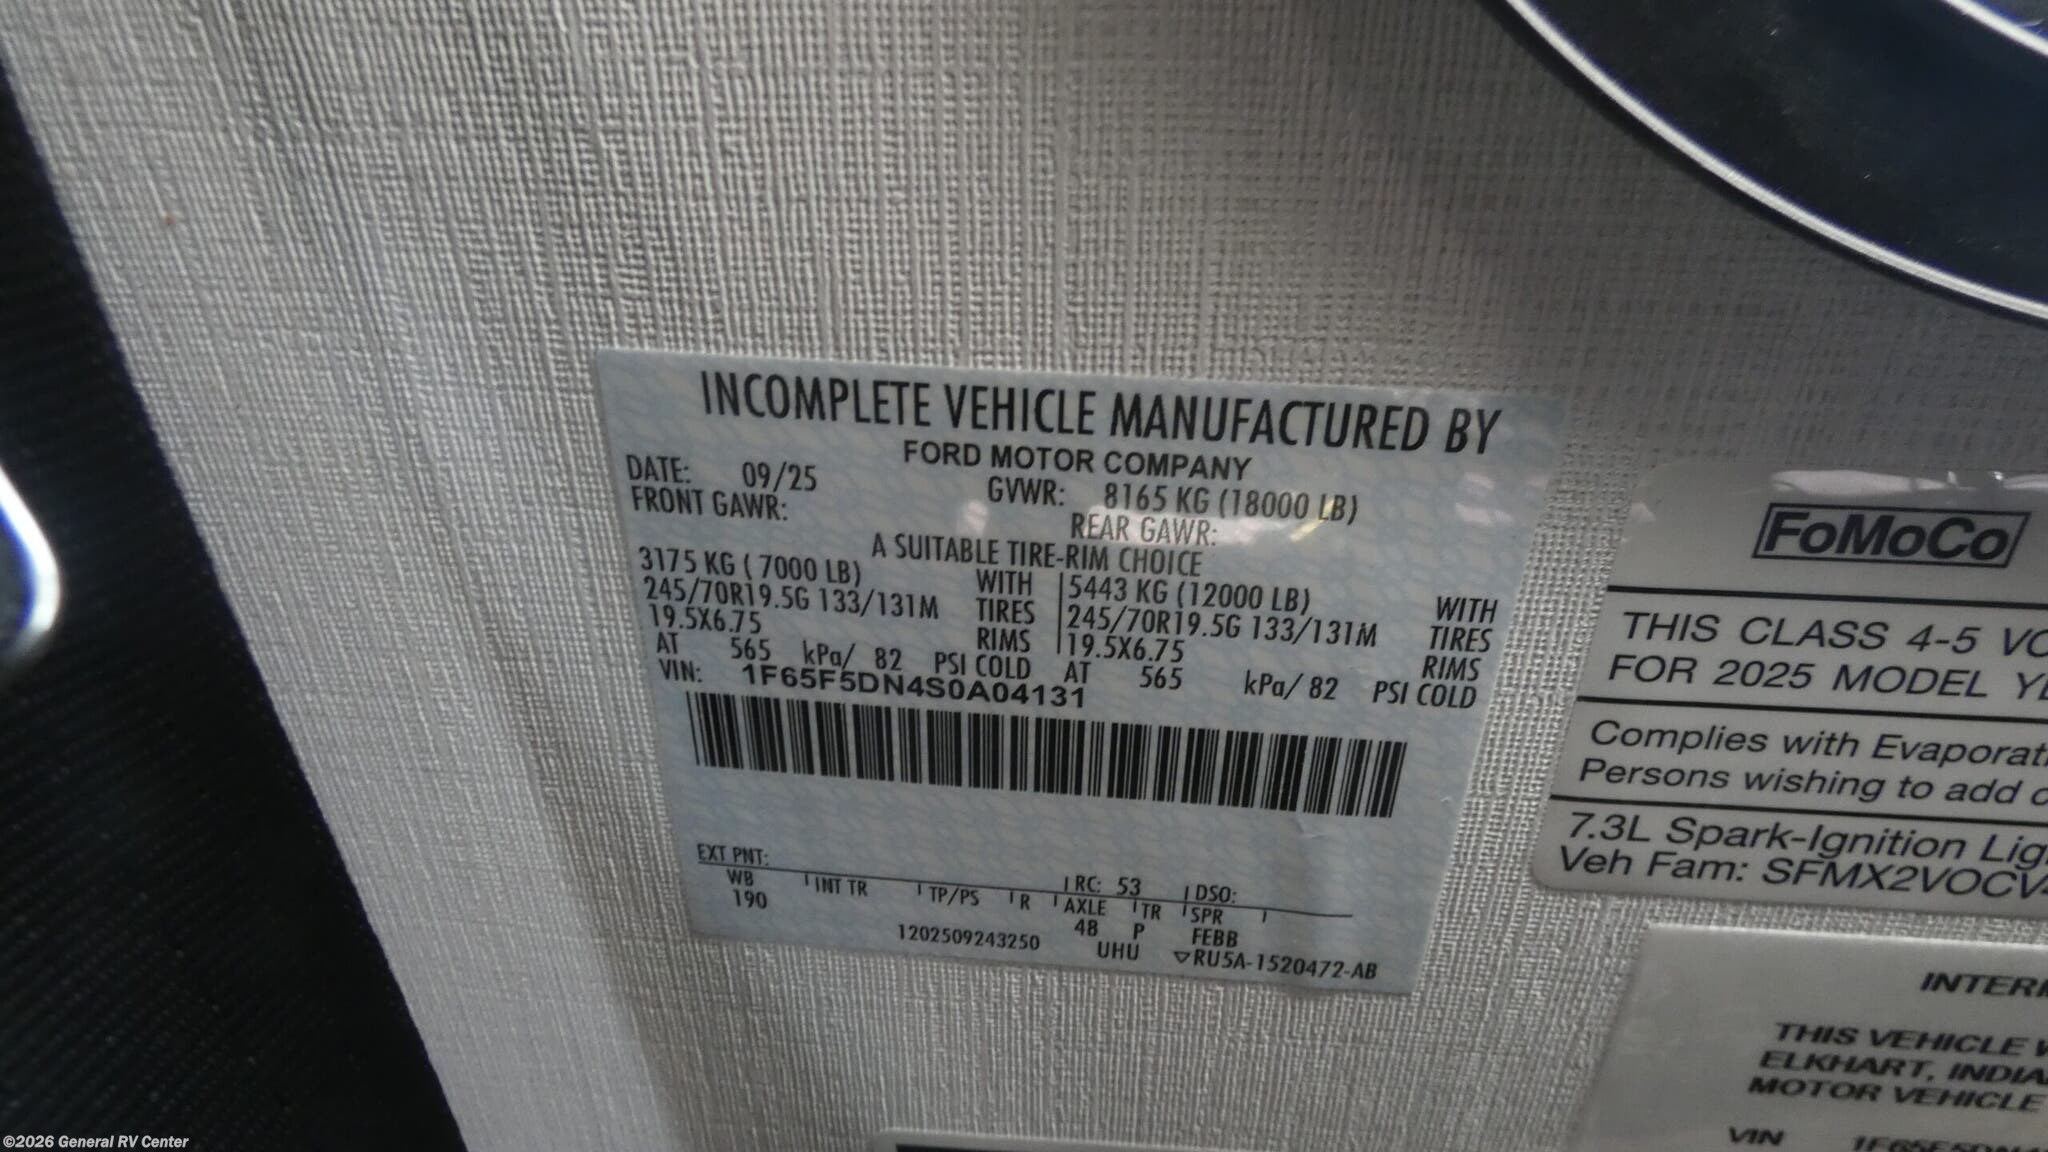 INCOMPLETE VEHICLE MANUFACTURED BY
FORD MOTOR COMPANY
DATE: 09/25 GVWR: 8165 KG (18000 LB)
FRONT GAWR: REAR GAWR:
A SUITABLE TIRE-RIM CHOICE
3175 KG ( 7000 LB) WITH 5443 KG (12000 LB) WITH
245/70R19.5G 133/131M TIRES 245/70R19.5G 133/131M TIRES
19.5X6.75 RIMS 19.5X6.75 RIMS
AT 565 kPa/ 82 PSI COLD AT 565 kPa/ 82 PSI COLD
VIN: 1F65F5DN4S0A04131
EXT PNT: RC: 53 DSO:
WB INT TR TP/PS R AXLE TR SPR
190 48 P FEBB
1202509243250 UHU ▽RU5A-1520472-AB
FoMoCo
THIS CLASS 4-5 VO
FOR 2025 MODEL YE
Complies with Evaporati
Persons wishing to add
7.3L Spark-Ignition Lig
Veh Fam: SFMX2VOCV
INTER
THIS VEHICLE
ELKHART, INDIA
MOTOR VEHICLE
VIN 1F65F5DN4
©2026 General RV Center